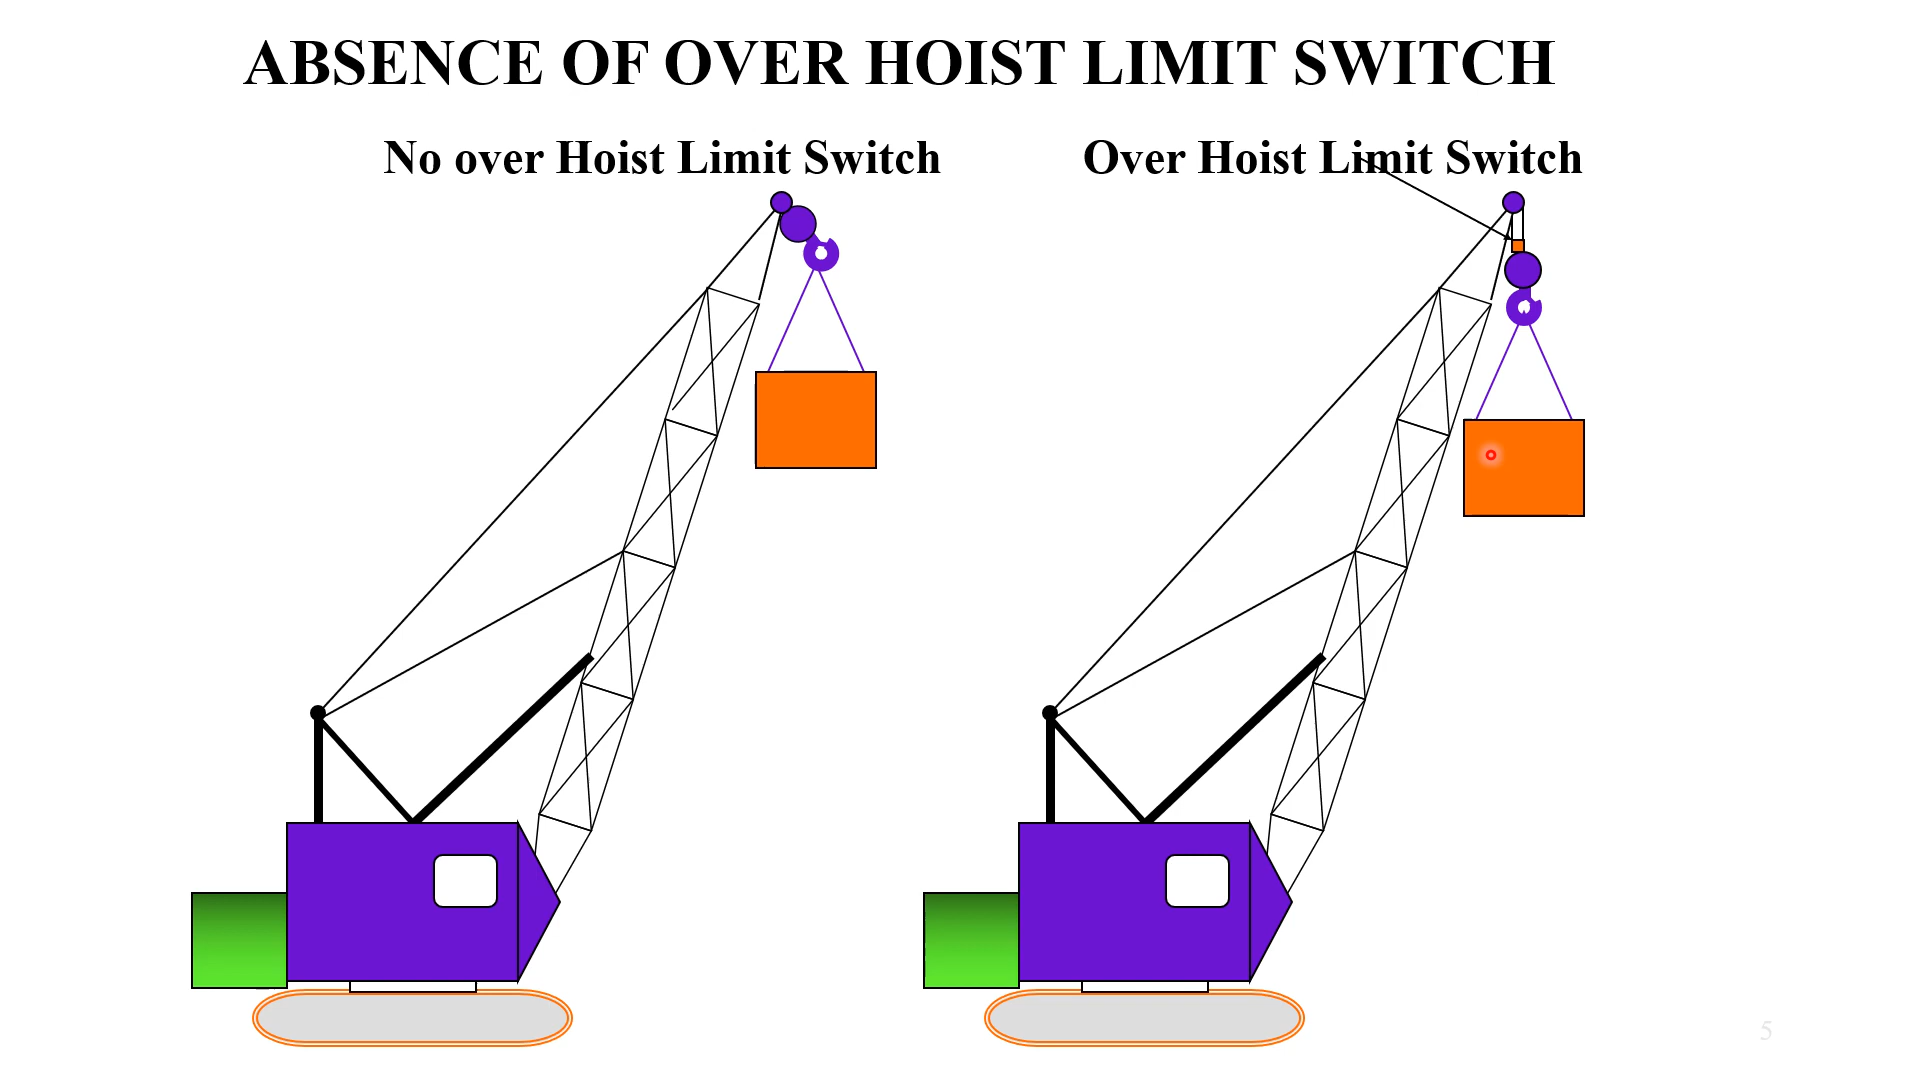 ABSENCE OF OVER HOIST LIMIT SWITCH
No over Hoist Limit Switch
Over Hoist Limit Switch
5